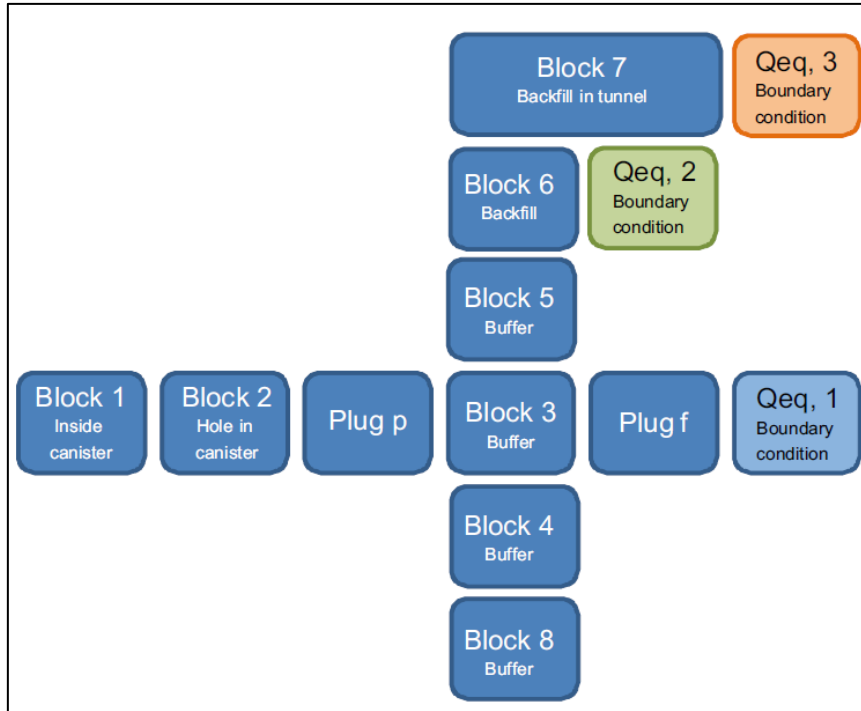 Block 7
Backfill in tunnel
Qeq, 3
Boundary
condition
Block 6
Backfill
Qeq, 2
Boundary
condition
Block 5
Buffer
Block 1
Inside
canister
Block 2
Hole in
canister
Plug p
Block 3
Buffer
Plug f
Qeq, 1
Boundary
condition
Block 4
Buffer
Block 8
Buffer